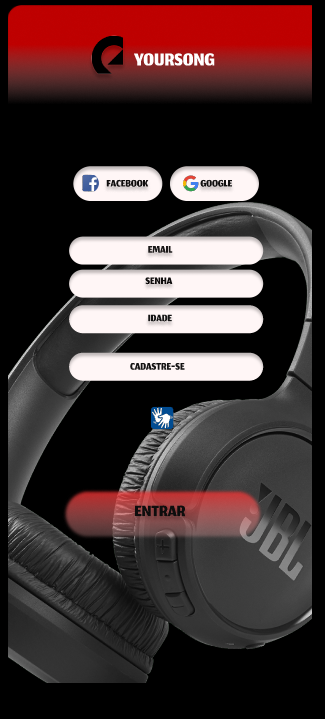 YOURSONG
FACEBOOK GOOGLE
EMAIL
SENHA
IDADE
CADASTRE-SE
ENTRAR
JBL